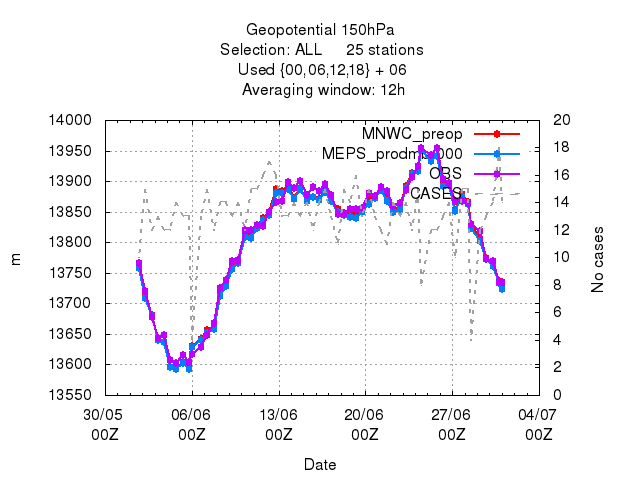 Geopotential 150hPa
Selection: ALL 25 stations
Used {00,06,12,18} + 06
Averaging window: 12h
14000
13950
13900
13850
13800
13750
13700
13650
13600
13550
m
20
18
16
14
12
10
8
6
4
2
0
No cases
MNWC_preop
MEPS_prodmb000
OBS
CASES
30/05 06/06 13/06 20/06 27/06 04/07
00Z 00Z 00Z 00Z 00Z 00Z
Date